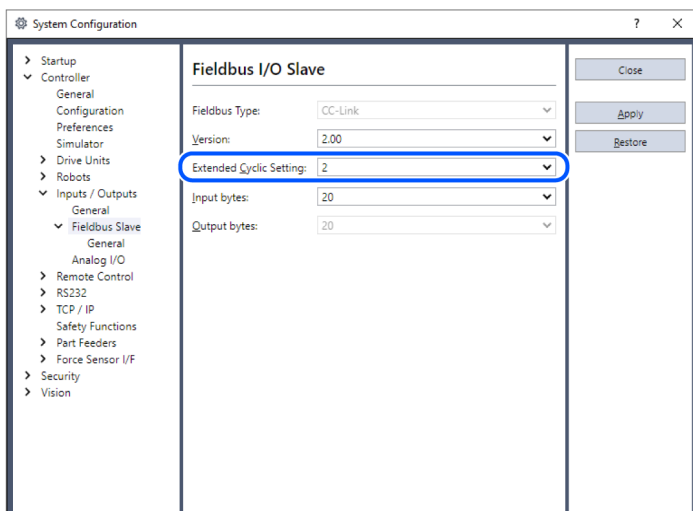 System Configuration
?
Startup
Controller
General
Configuration
Preferences
Simulator
Drive Units
Robots
Inputs / Outputs
General
Fieldbus Slave
General
Analog I/O
Remote Control
RS232
TCP / IP
Safety Functions
Part Feeders
Force Sensor I/F
Security
Vision
Fieldbus I/O Slave
Fieldbus Type: CC-Link
Version: 2.00
Extended Cyclic Setting: 2
Input bytes: 20
Output bytes: 20
Close
Apply
Restore